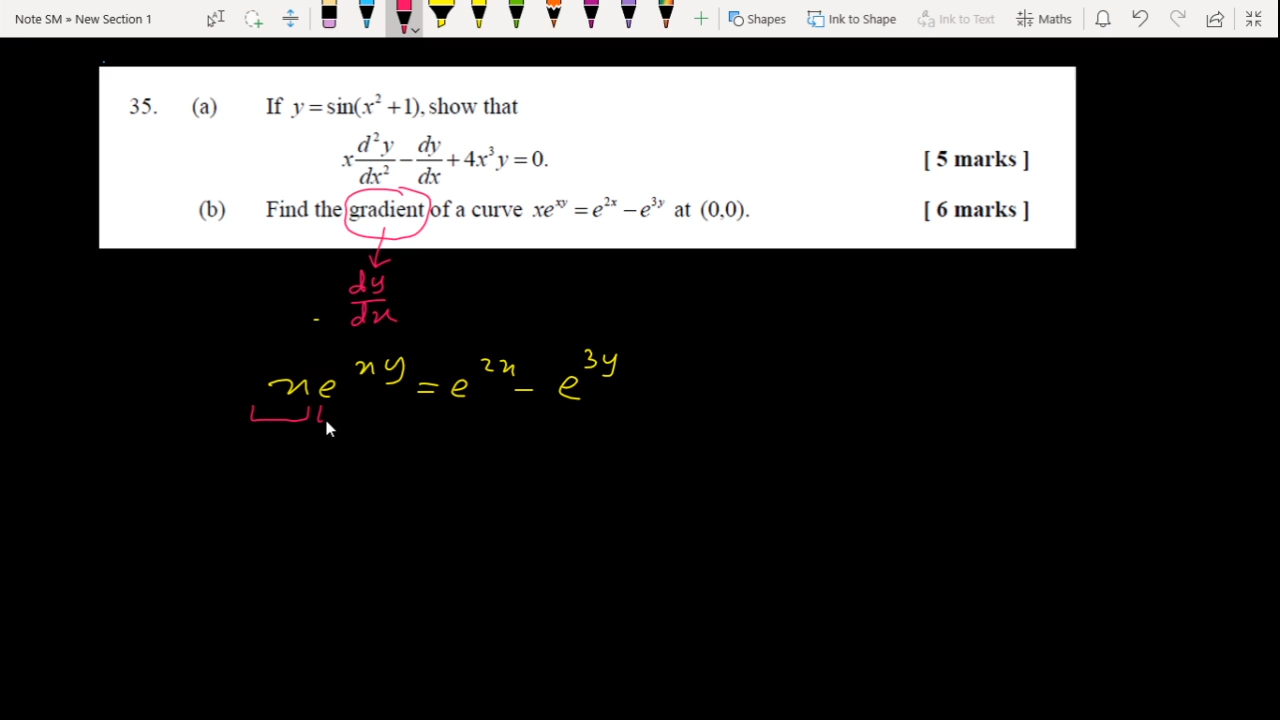 Note SM » New Section 1
Shapes
Ink to Shape
Ink to Text
Maths
35. (a) If y = sin(x² + 1), show that
x d²y/dx² − dy/dx + 4x³y = 0. [ 5 marks ]
(b) Find the gradient of a curve xe^xy = e^2x − e^3y at (0,0). [ 6 marks ]
dy/dx
xe^xy = e^2x − e^3y